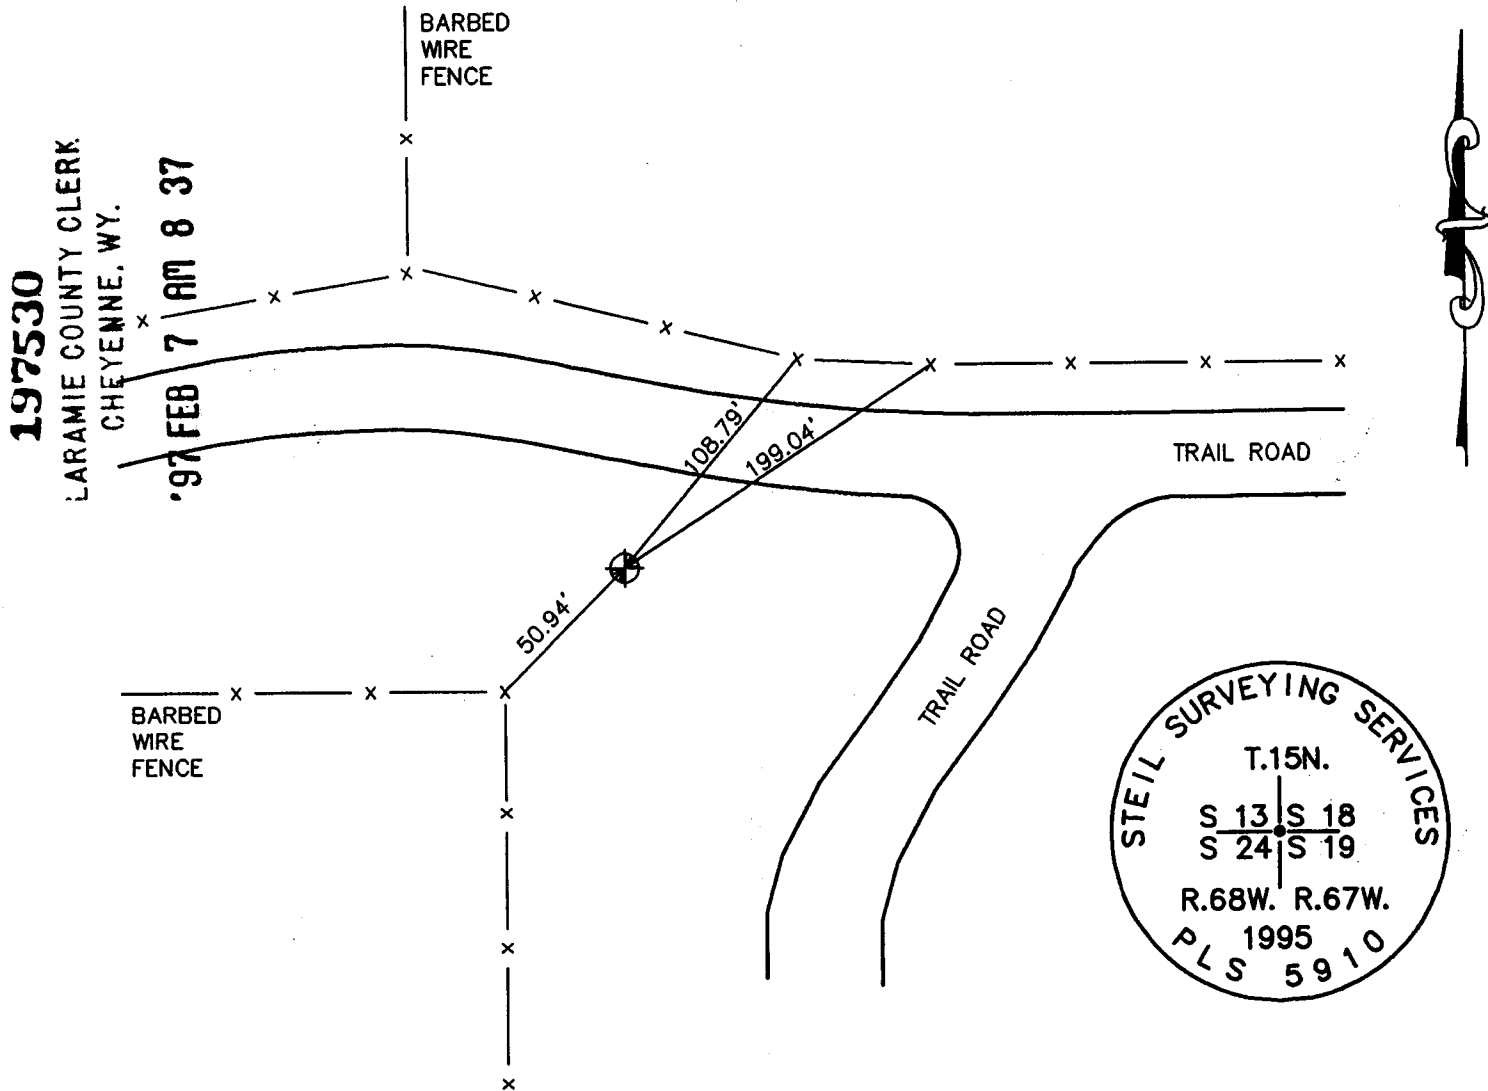 BARBED
WIRE
FENCE
197530
LARAMIE COUNTY CLERK
CHEYENNE, WY.
'97 FEB 7 AM 8 37
108.79'
199.04'
TRAIL ROAD
50.94'
TRAIL ROAD
BARBED
WIRE
FENCE
STEIL SURVEYING SERVICES
T.15N.
S 13 S 18
S 24 S 19
R.68W. R.67W.
1995
PLS 5910